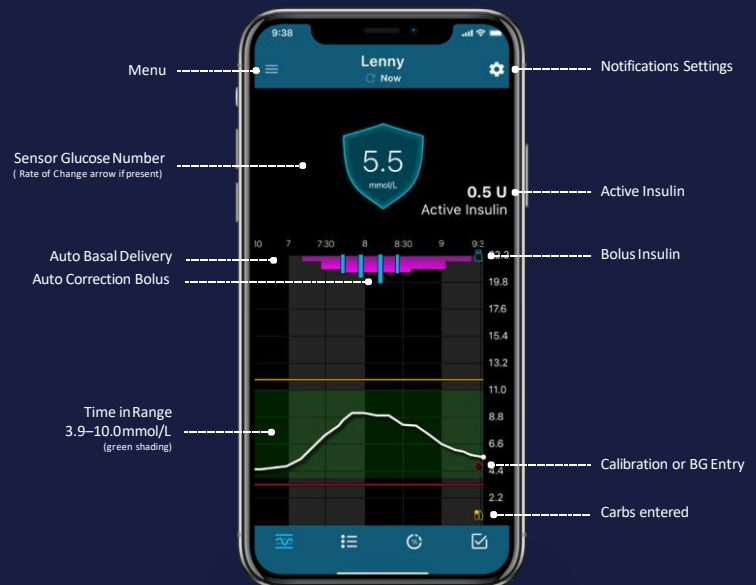 9:38
Menu
Lenny
Now
Notifications Settings
Sensor Glucose Number
( Rate of Change arrow if present)
5.5
mmol/L
0.5 U
Active Insulin
Active Insulin
Auto Basal Delivery
Auto Correction Bolus
Bolus Insulin
30 7 7:30 8 8:30 9 9:3
19.8
17.6
15.4
13.2
11.0
8.8
6.6
4.4
2.2
Time in Range
3.9–10.0mmol/L
(green shading)
Calibration or BG Entry
Carbs entered